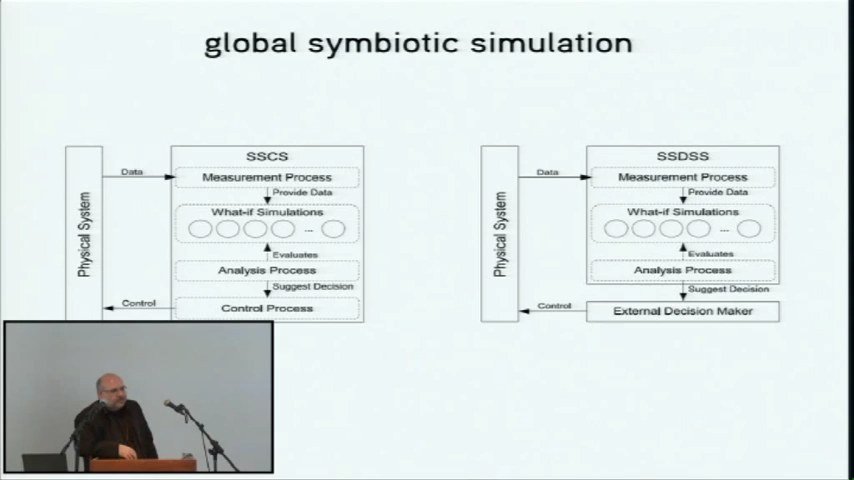 global symbiotic simulation
SSCS
Data
Measurement Process
Provide Data
What-if Simulations
...
Evaluates
Analysis Process
Suggest Decision
Control
Control Process
Physical System
SSDSS
Data
Measurement Process
Provide Data
What-if Simulations
...
Evaluates
Analysis Process
Suggest Decision
Control
External Decision Maker
Physical System